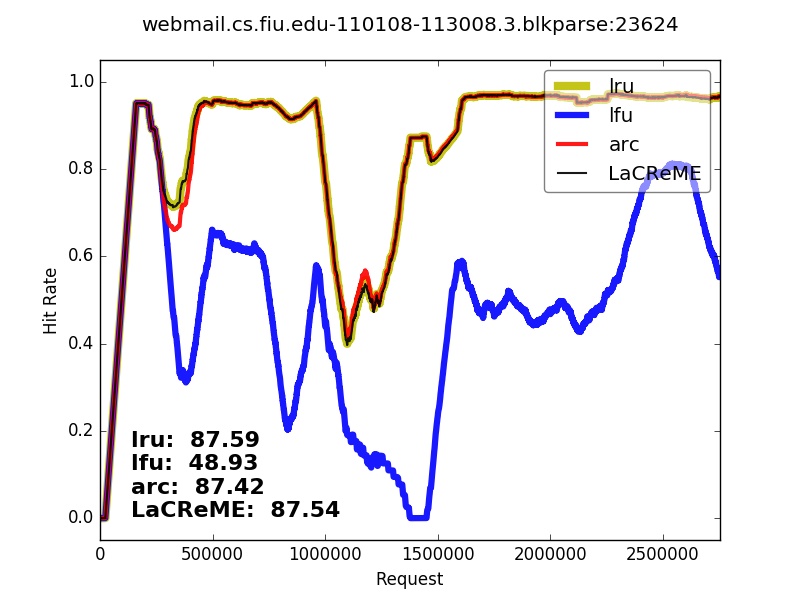 webmail.cs.fiu.edu-110108-113008.3.blkparse:23624
1.0
0.8
0.6
0.4
0.2
0.0
Hit Rate
lru
lfu
arc
LaCReME
lru: 87.59
lfu: 48.93
arc: 87.42
LaCReME: 87.54
0 500000 1000000 1500000 2000000 2500000
Request